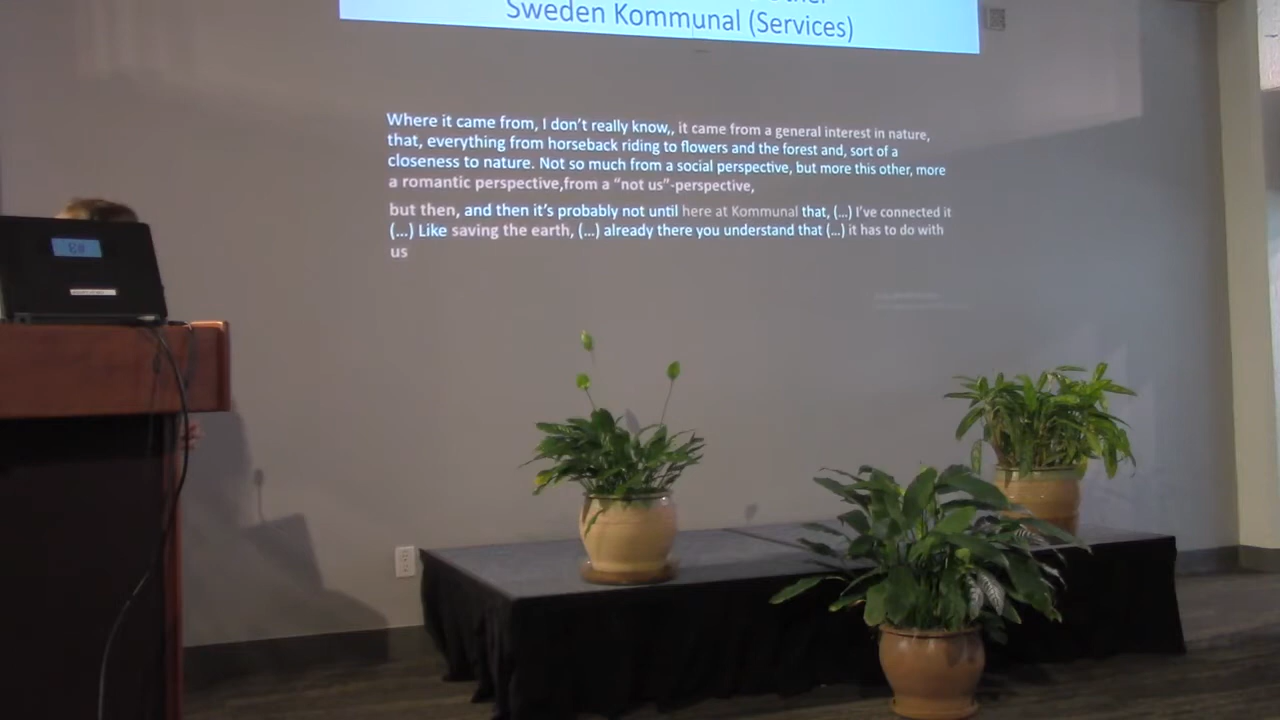 Sweden Kommunal (Services)
Where it came from, I don't really know,, it came from a general interest in nature,
that, everything from horseback riding to flowers and the forest and, sort of a
closeness to nature. Not so much from a social perspective, but more this other, more
a romantic perspective,from a "not us"-perspective,
but then, and then it's probably not until here at Kommunal that, (…) I've connected it
(…) Like saving the earth, (…) already there you understand that (…) it has to do with
us